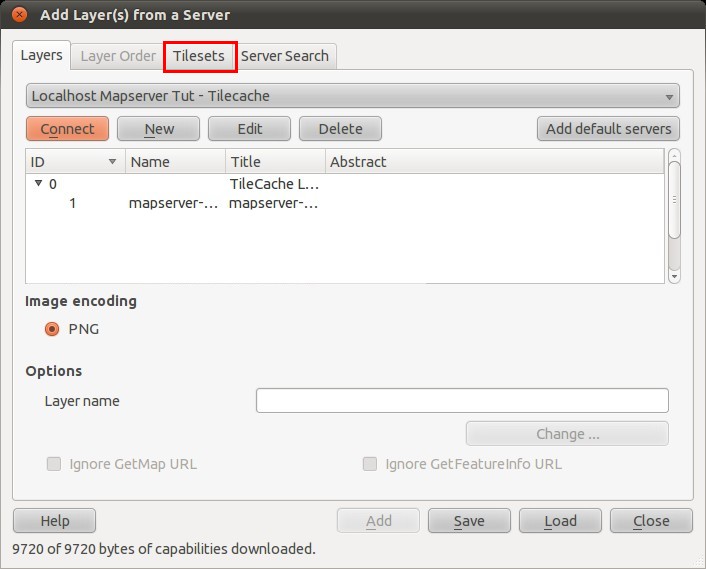 Add Layer(s) from a Server
Layers Layer Order Tilesets Server Search
Localhost Mapserver Tut - Tilecache
Connect New Edit Delete Add default servers
ID Name Title Abstract
0 TileCache L...
1 mapserver-... mapserver-...
Image encoding
PNG
Options
Layer name
Change ...
Ignore GetMap URL Ignore GetFeatureInfo URL
Help Add Save Load Close
9720 of 9720 bytes of capabilities downloaded.